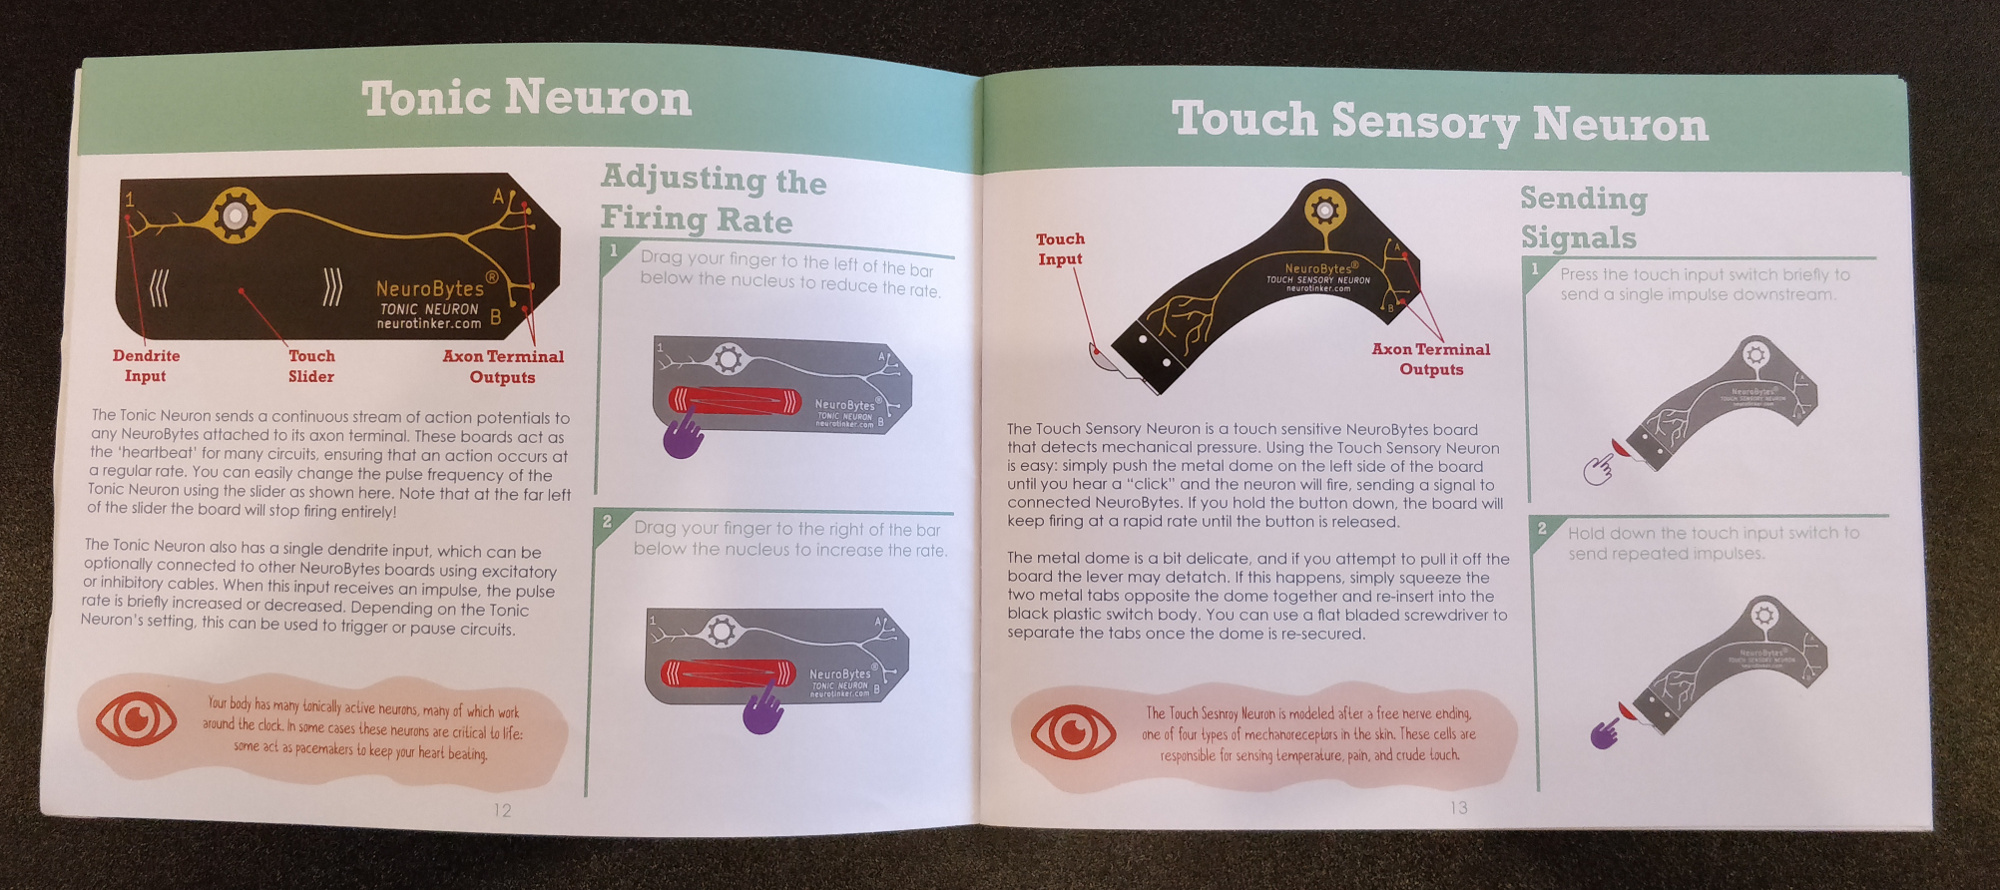 Tonic Neuron
1
A
NeuroBytes®
TONIC NEURON
neurotinker.com
B
Dendrite
Input
Touch
Slider
Axon Terminal
Outputs
The Tonic Neuron sends a continuous stream of action potentials to
any NeuroBytes attached to its axon terminal. These boards act as
the 'heartbeat' for many circuits, ensuring that an action occurs at
a regular rate. You can easily change the pulse frequency of the
Tonic Neuron using the slider as shown here. Note that at the far left
of the slider the board will stop firing entirely!
The Tonic Neuron also has a single dendrite input, which can be
optionally connected to other NeuroBytes boards using excitatory
or inhibitory cables. When this input receives an impulse, the pulse
rate is briefly increased or decreased. Depending on the Tonic
Neuron's setting, this can be used to trigger or pause circuits.
Your body has many tonically active neurons, many of which work
around the clock. In some cases these neurons are critical to life:
some act as pacemakers to keep your heart beating.
Adjusting the
Firing Rate
1
Drag your finger to the left of the bar
below the nucleus to reduce the rate.
1
A
NeuroBytes®
TONIC NEURON
neurotinker.com
B
2
Drag your finger to the right of the bar
below the nucleus to increase the rate.
1
A
NeuroBytes®
TONIC NEURON
neurotinker.com
B
12
Touch Sensory Neuron
Touch
Input
NeuroBytes®
TOUCH SENSORY NEURON
neurotinker.com
A
B
Axon Terminal
Outputs
The Touch Sensory Neuron is a touch sensitive NeuroBytes board
that detects mechanical pressure. Using the Touch Sensory Neuron
is easy: simply push the metal dome on the left side of the board
until you hear a "click" and the neuron will fire, sending a signal to
connected NeuroBytes. If you hold the button down, the board will
keep firing at a rapid rate until the button is released.
The metal dome is a bit delicate, and if you attempt to pull it off the
board the lever may detatch. If this happens, simply squeeze the
two metal tabs opposite the dome together and re-insert into the
black plastic switch body. You can use a flat bladed screwdriver to
separate the tabs once the dome is re-secured.
The Touch Sesnroy Neuron is modeled after a free nerve ending,
one of four types of mechanoreceptors in the skin. These cells are
responsible for sensing temperature, pain, and crude touch.
Sending
Signals
1
Press the touch input switch briefly to
send a single impulse downstream.
NeuroBytes®
TOUCH SENSORY NEURON
neurotinker.com
2
Hold down the touch input switch to
send repeated impulses.
NeuroBytes®
TOUCH SENSORY NEURON
neurotinker.com
13